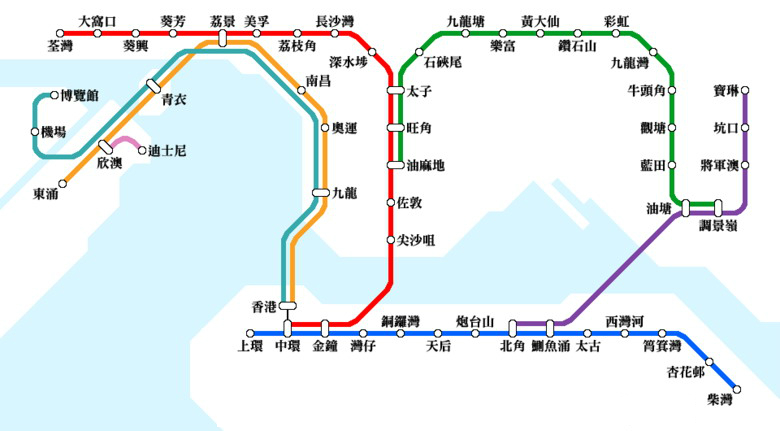 大窩口
葵芳
荔景
美孚
長沙灣
九龍塘
黃大仙
彩虹
荃灣
葵興
荔枝角
樂富
鑽石山
深水埗
石硤尾
九龍灣
南昌
太子
牛頭角
寶琳
博覽館
青衣
機場
奧運
旺角
觀塘
坑口
欣澳
迪士尼
油麻地
藍田
將軍澳
東涌
九龍
佐敦
油塘
調景嶺
尖沙咀
香港
銅鑼灣
炮台山
西灣河
上環
中環
金鐘
灣仔
天后
北角
鰂魚涌
太古
筲箕灣
杏花邨
柴灣